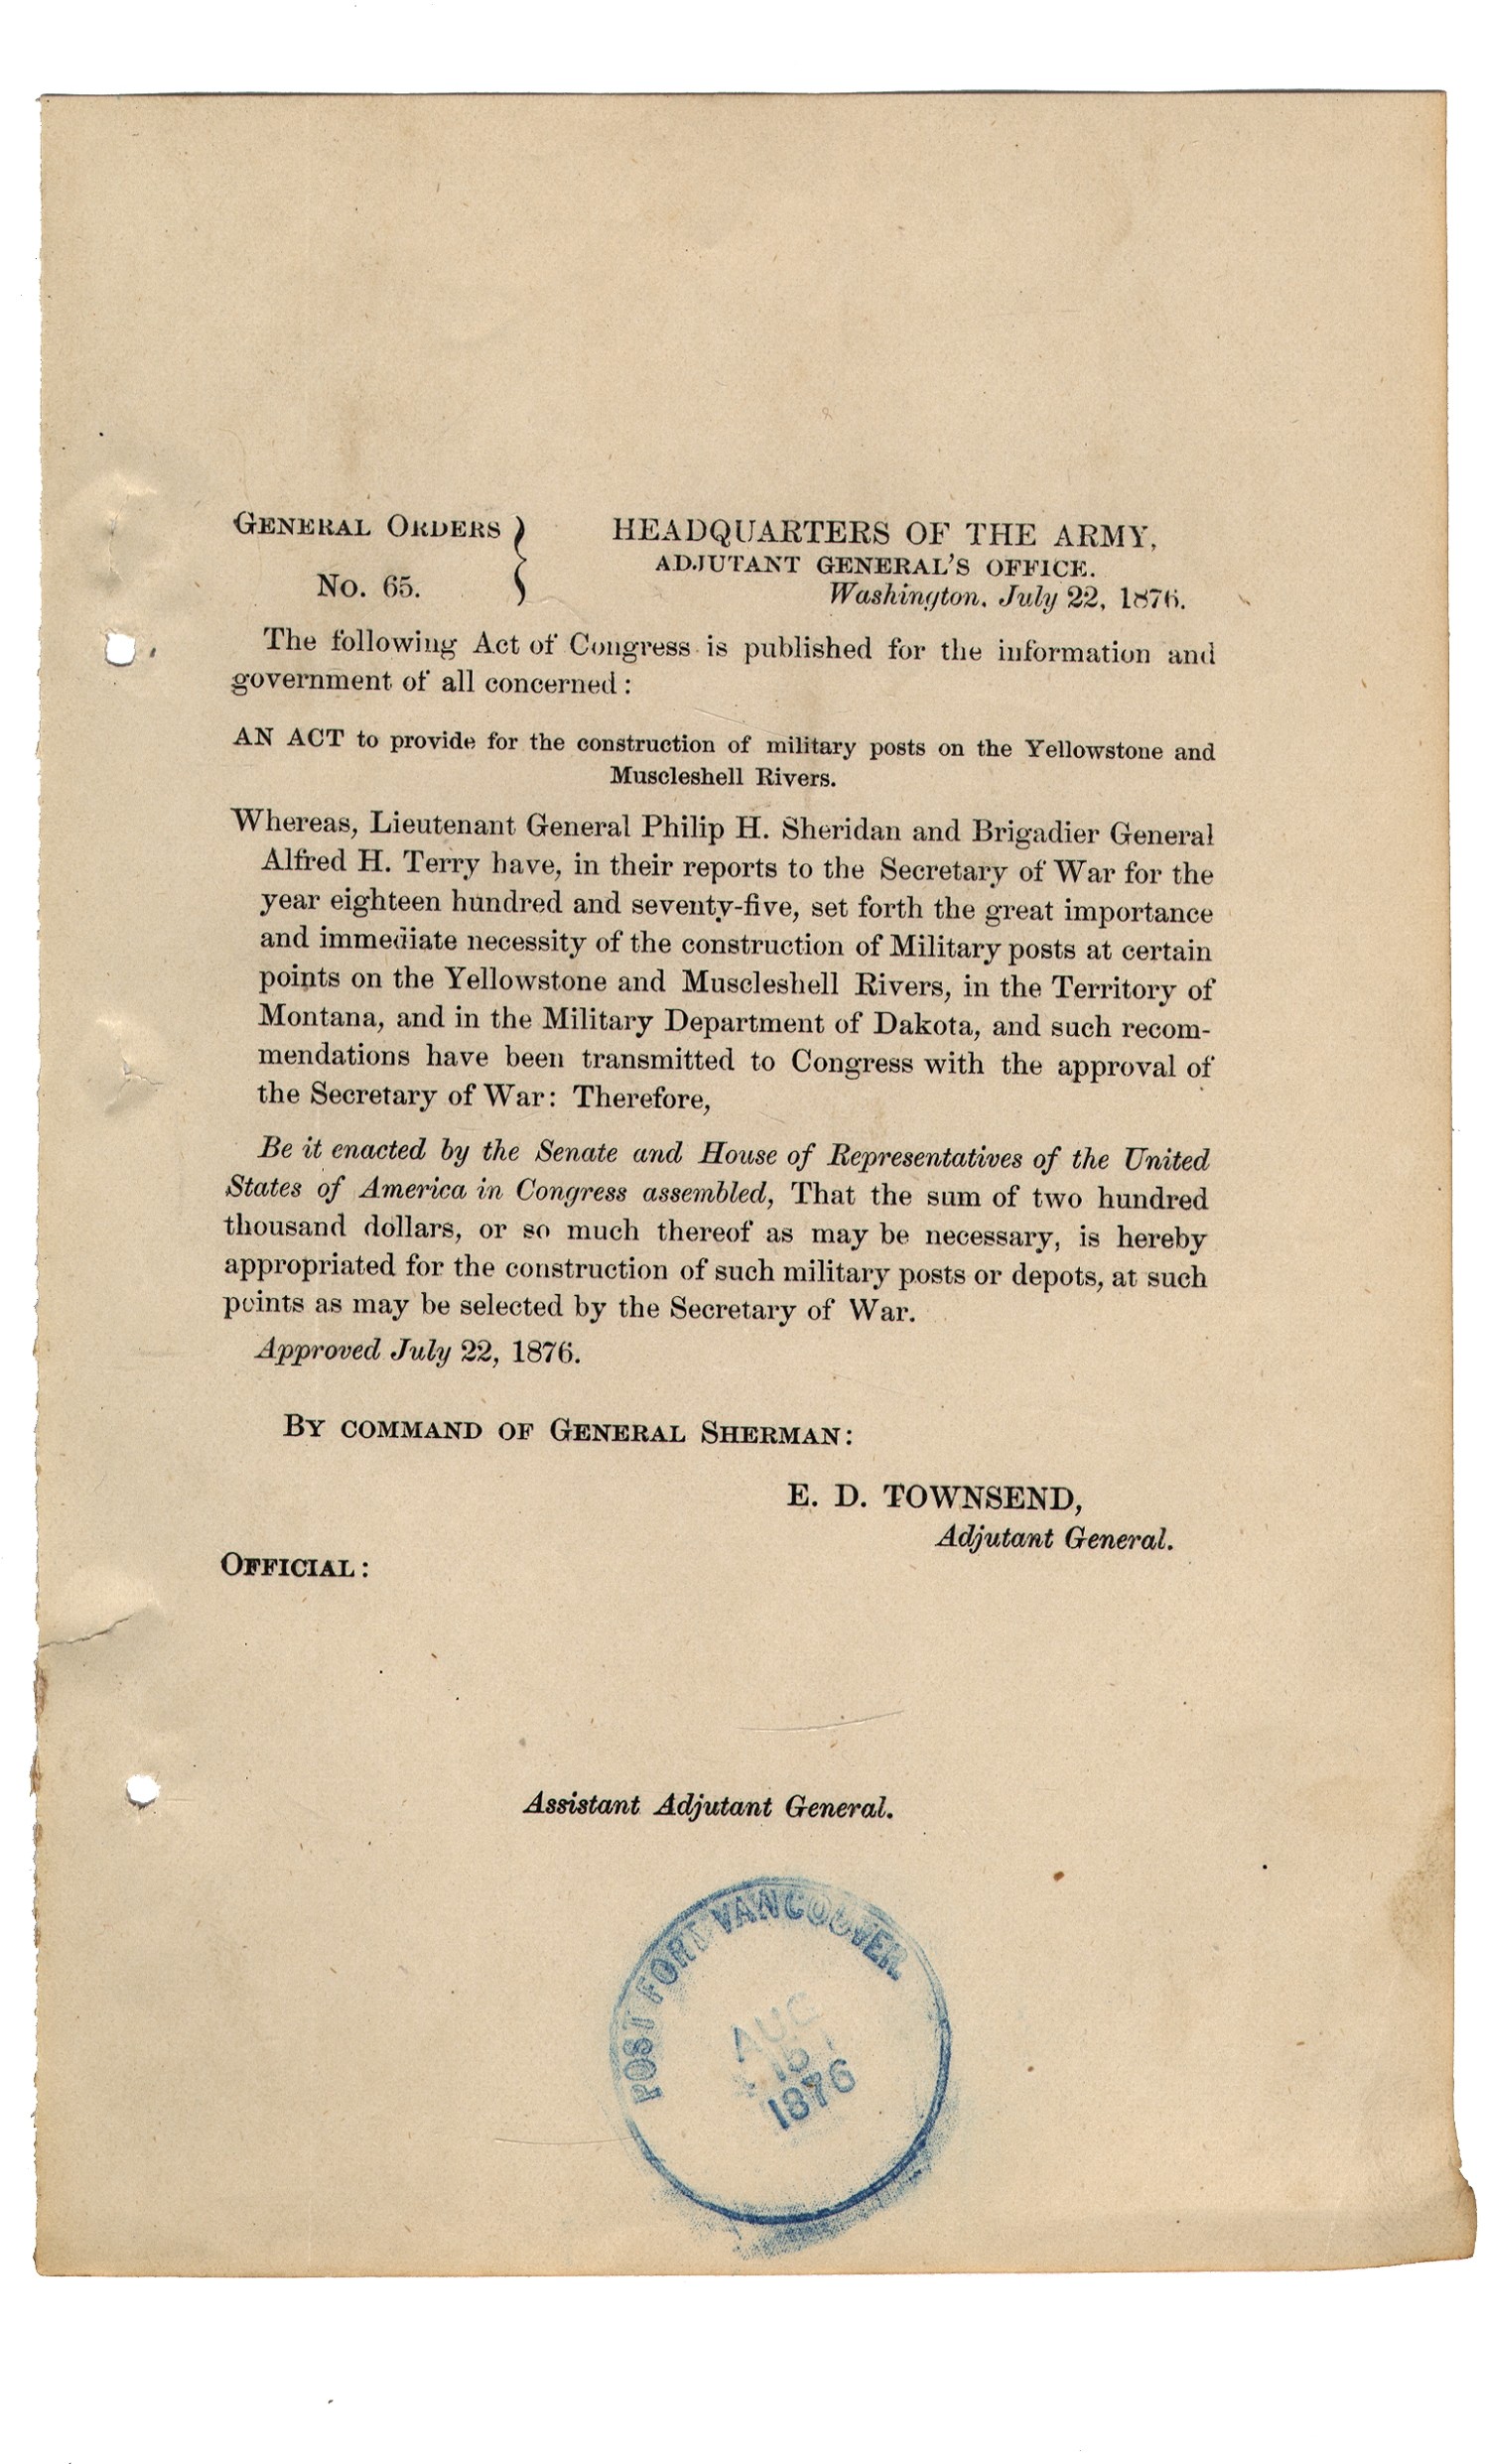 GENERAL ORDERS
No. 65.
HEADQUARTERS OF THE ARMY,
ADJUTANT GENERAL'S OFFICE.
Washington, July 22, 1876.
The following Act of Congress is published for the information and
government of all concerned:
AN ACT to provide for the construction of military posts on the Yellowstone and
Muscleshell Rivers.
Whereas, Lieutenant General Philip H. Sheridan and Brigadier General
Alfred H. Terry have, in their reports to the Secretary of War for the
year eighteen hundred and seventy-five, set forth the great importance
and immediate necessity of the construction of Military posts at certain
points on the Yellowstone and Muscleshell Rivers, in the Territory of
Montana, and in the Military Department of Dakota, and such recom-
mendations have been transmitted to Congress with the approval of
the Secretary of War: Therefore,
Be it enacted by the Senate and House of Representatives of the United
States of America in Congress assembled, That the sum of two hundred
thousand dollars, or so much thereof as may be necessary, is hereby
appropriated for the construction of such military posts or depots, at such
points as may be selected by the Secretary of War.
Approved July 22, 1876.
BY COMMAND OF GENERAL SHERMAN:
E. D. TOWNSEND,
Adjutant General.
OFFICIAL:
Assistant Adjutant General.
POST FORT VANCOUVER
AUG
1876